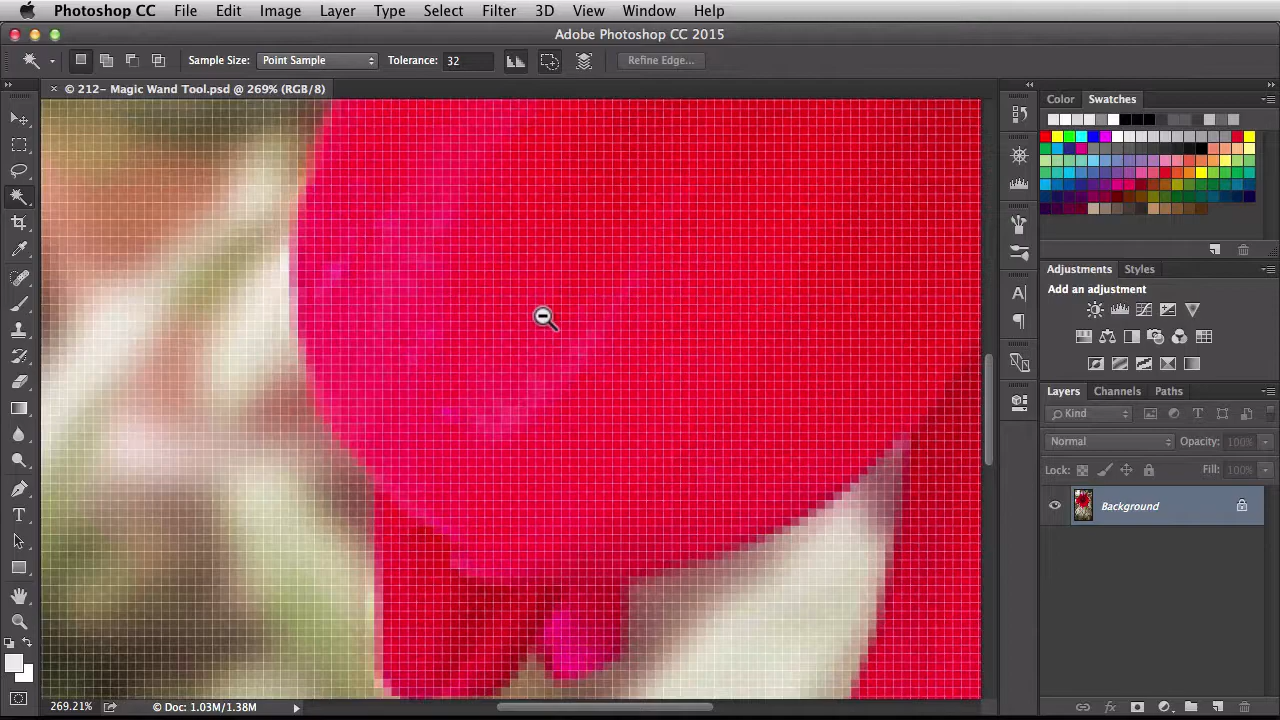 Photoshop CC File Edit Image Layer Type Select Filter 3D View Window Help
Adobe Photoshop CC 2015
Sample Size: Point Sample Tolerance: 32 Refine Edge...
× © 212- Magic Wand Tool.psd @ 269% (RGB/8)
Color Swatches
Adjustments Styles
Add an adjustment
Layers Channels Paths
Kind
Normal Opacity: 100%
Lock: Fill: 100%
Background
269.21% © Doc: 1.03M/1.38M